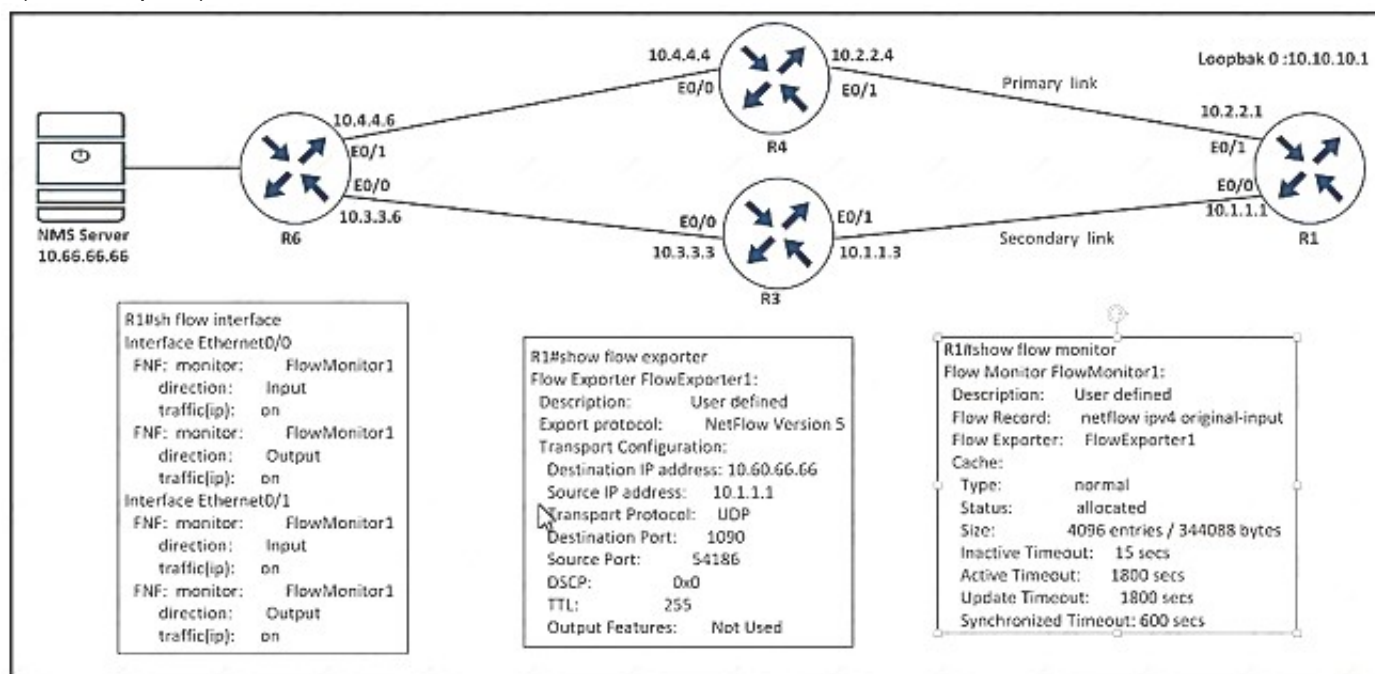 10.4.4.4
E0/0
10.2.2.4
E0/1
R4
Primary link
Loopbak 0 :10.10.10.1
10.2.2.1
E0/1
E0/0
10.1.1.1
R1
10.4.4.6
E0/1
E0/0
10.3.3.6
R6
NMS Server
10.66.66.66
E0/0
10.3.3.3
E0/1
10.1.1.3
R3
Secondary link
R1#sh flow interface
Interface Ethernet0/0
FNF: monitor: FlowMonitor1
direction: Input
traffic(ip): on
FNF: monitor: FlowMonitor1
direction: Output
traffic(ip): on
Interface Ethernet0/1
FNF: monitor: FlowMonitor1
direction: Input
traffic(ip): on
FNF: monitor: FlowMonitor1
direction: Output
traffic(ip): on
R1#show flow exporter
Flow Exporter FlowExporter1:
Description: User defined
Export protocol: NetFlow Version 5
Transport Configuration:
Destination IP address: 10.60.66.66
Source IP address: 10.1.1.1
Transport Protocol: UDP
Destination Port: 1090
Source Port: 54186
DSCP: 0x0
TTL: 255
Output Features: Not Used
R1#show flow monitor
Flow Monitor FlowMonitor1:
Description: User defined
Flow Record: netflow ipv4 original-input
Flow Exporter: FlowExporter1
Cache:
Type: normal
Status: allocated
Size: 4096 entries / 344088 bytes
Inactive Timeout: 15 secs
Active Timeout: 1800 secs
Update Timeout: 1800 secs
Synchronized Timeout: 600 secs